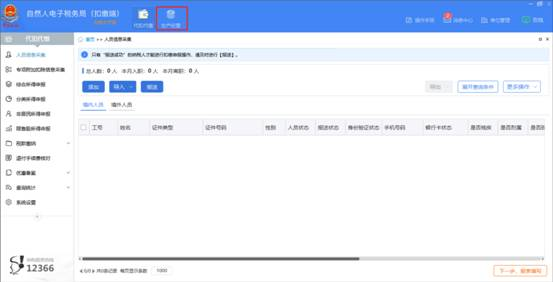 自然人电子税务局（扣缴端）
代扣代缴
生产经营
操作手册
消息中心
单位管理
在线
代扣代缴
首页 >> 人员信息采集
人员信息采集
专项附加扣除信息采集
综合所得申报
分类所得申报
非居民所得申报
限售股所得申报
税款缴纳
退付手续费核对
优惠备案
查询统计
系统设置
只有“报送成功”的纳税人才能进行扣缴申报操作，请及时进行【报送】。
总人数：0 人 本月入职：0 人 本月离职：0 人
添加
导入
报送
导出
展开查询条件
更多操作
境内人员
境外人员
工号 姓名 证件类型 证件号码 性别 人员状态 报送状态 身份验证状态 手机号码 银行卡状态 是否残疾 是否烈属
共0条记录 每页显示条数 1000
12366
下一步，报表填写